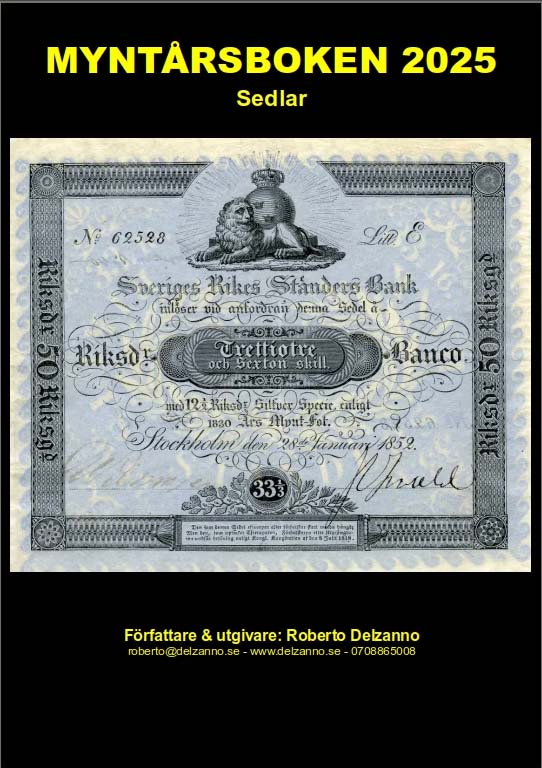 MYNTÅRSBOKEN 2025
Sedlar
No 62528
Litt. E
Sveriges Rikes Ständers Bank
inlöser vid anfordran denna Sedel å
Riksdr Trettiotre och Sexton skill. Banco.
med 12½ Riksdr Silfver Specie, enligt
1830 Års Mynt-Fot.
Stockholm den 28de Januari 1852.
Riksdr 50 Riksgd
Riksdr 50 Riksgd
33⅓
Författare & utgivare: Roberto Delzanno
roberto@delzanno.se - www.delzanno.se - 0708865008